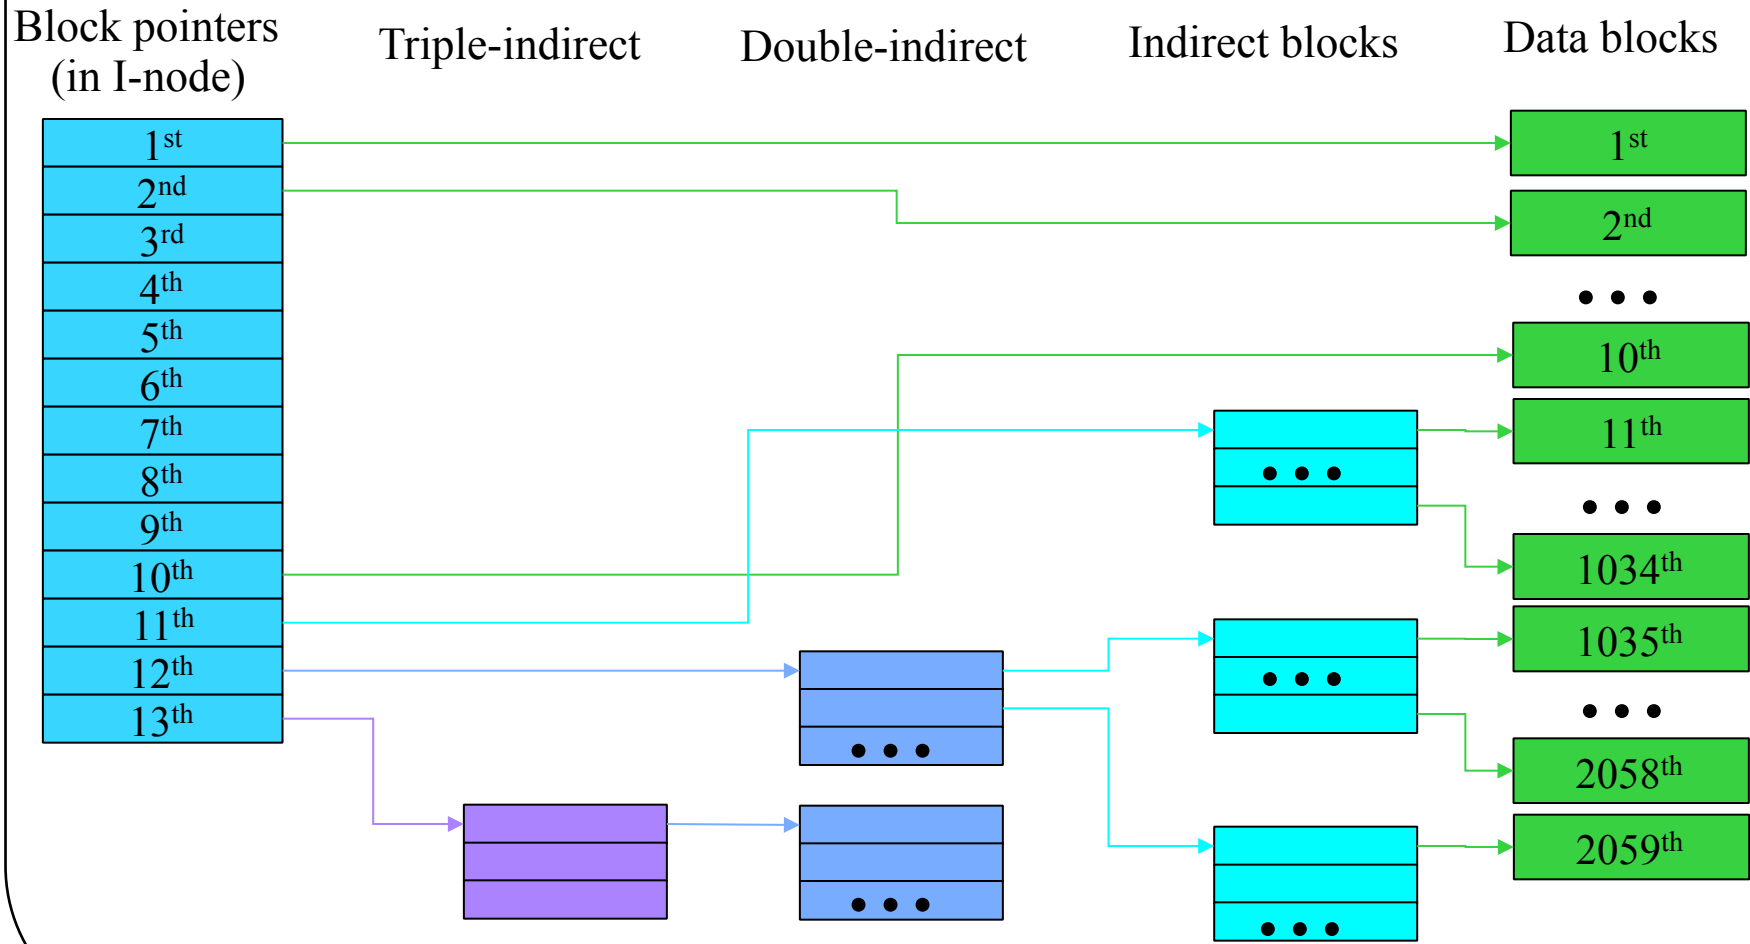 Block pointers
(in I-node)
Triple-indirect
Double-indirect
Indirect blocks
Data blocks
1st
2nd
3rd
4th
5th
6th
7th
8th
9th
10th
11th
12th
13th
1st
2nd
• • •
10th
11th
• • •
1034th
1035th
• • •
2058th
2059th
• • •
• • •
• • •
• • •
• • •